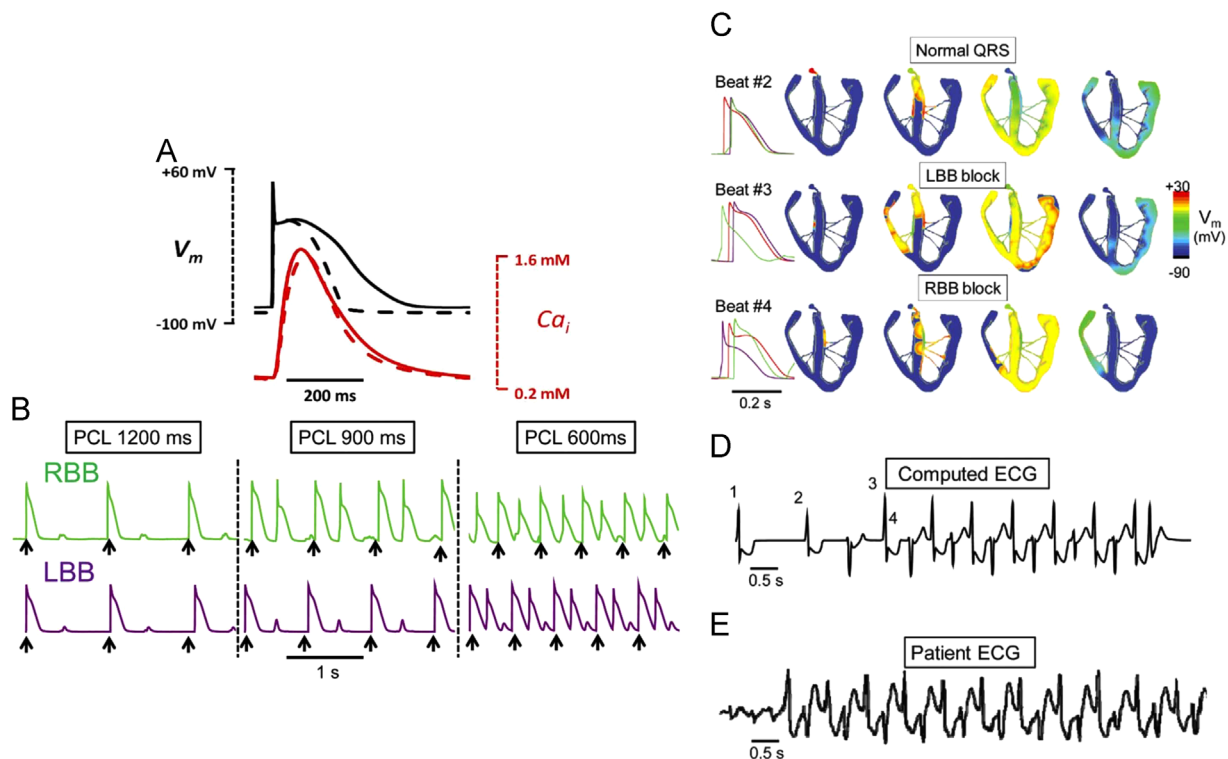 A
+60 mV
Vm
-100 mV
1.6 mM
Cai
0.2 mM
200 ms
B
PCL 1200 ms
PCL 900 ms
PCL 600ms
RBB
LBB
1 s
C
Normal QRS
Beat #2
LBB block
Beat #3
RBB block
Beat #4
0.2 s
+30
Vm
(mV)
-90
D
Computed ECG
1
2
3
4
0.5 s
E
Patient ECG
0.5 s